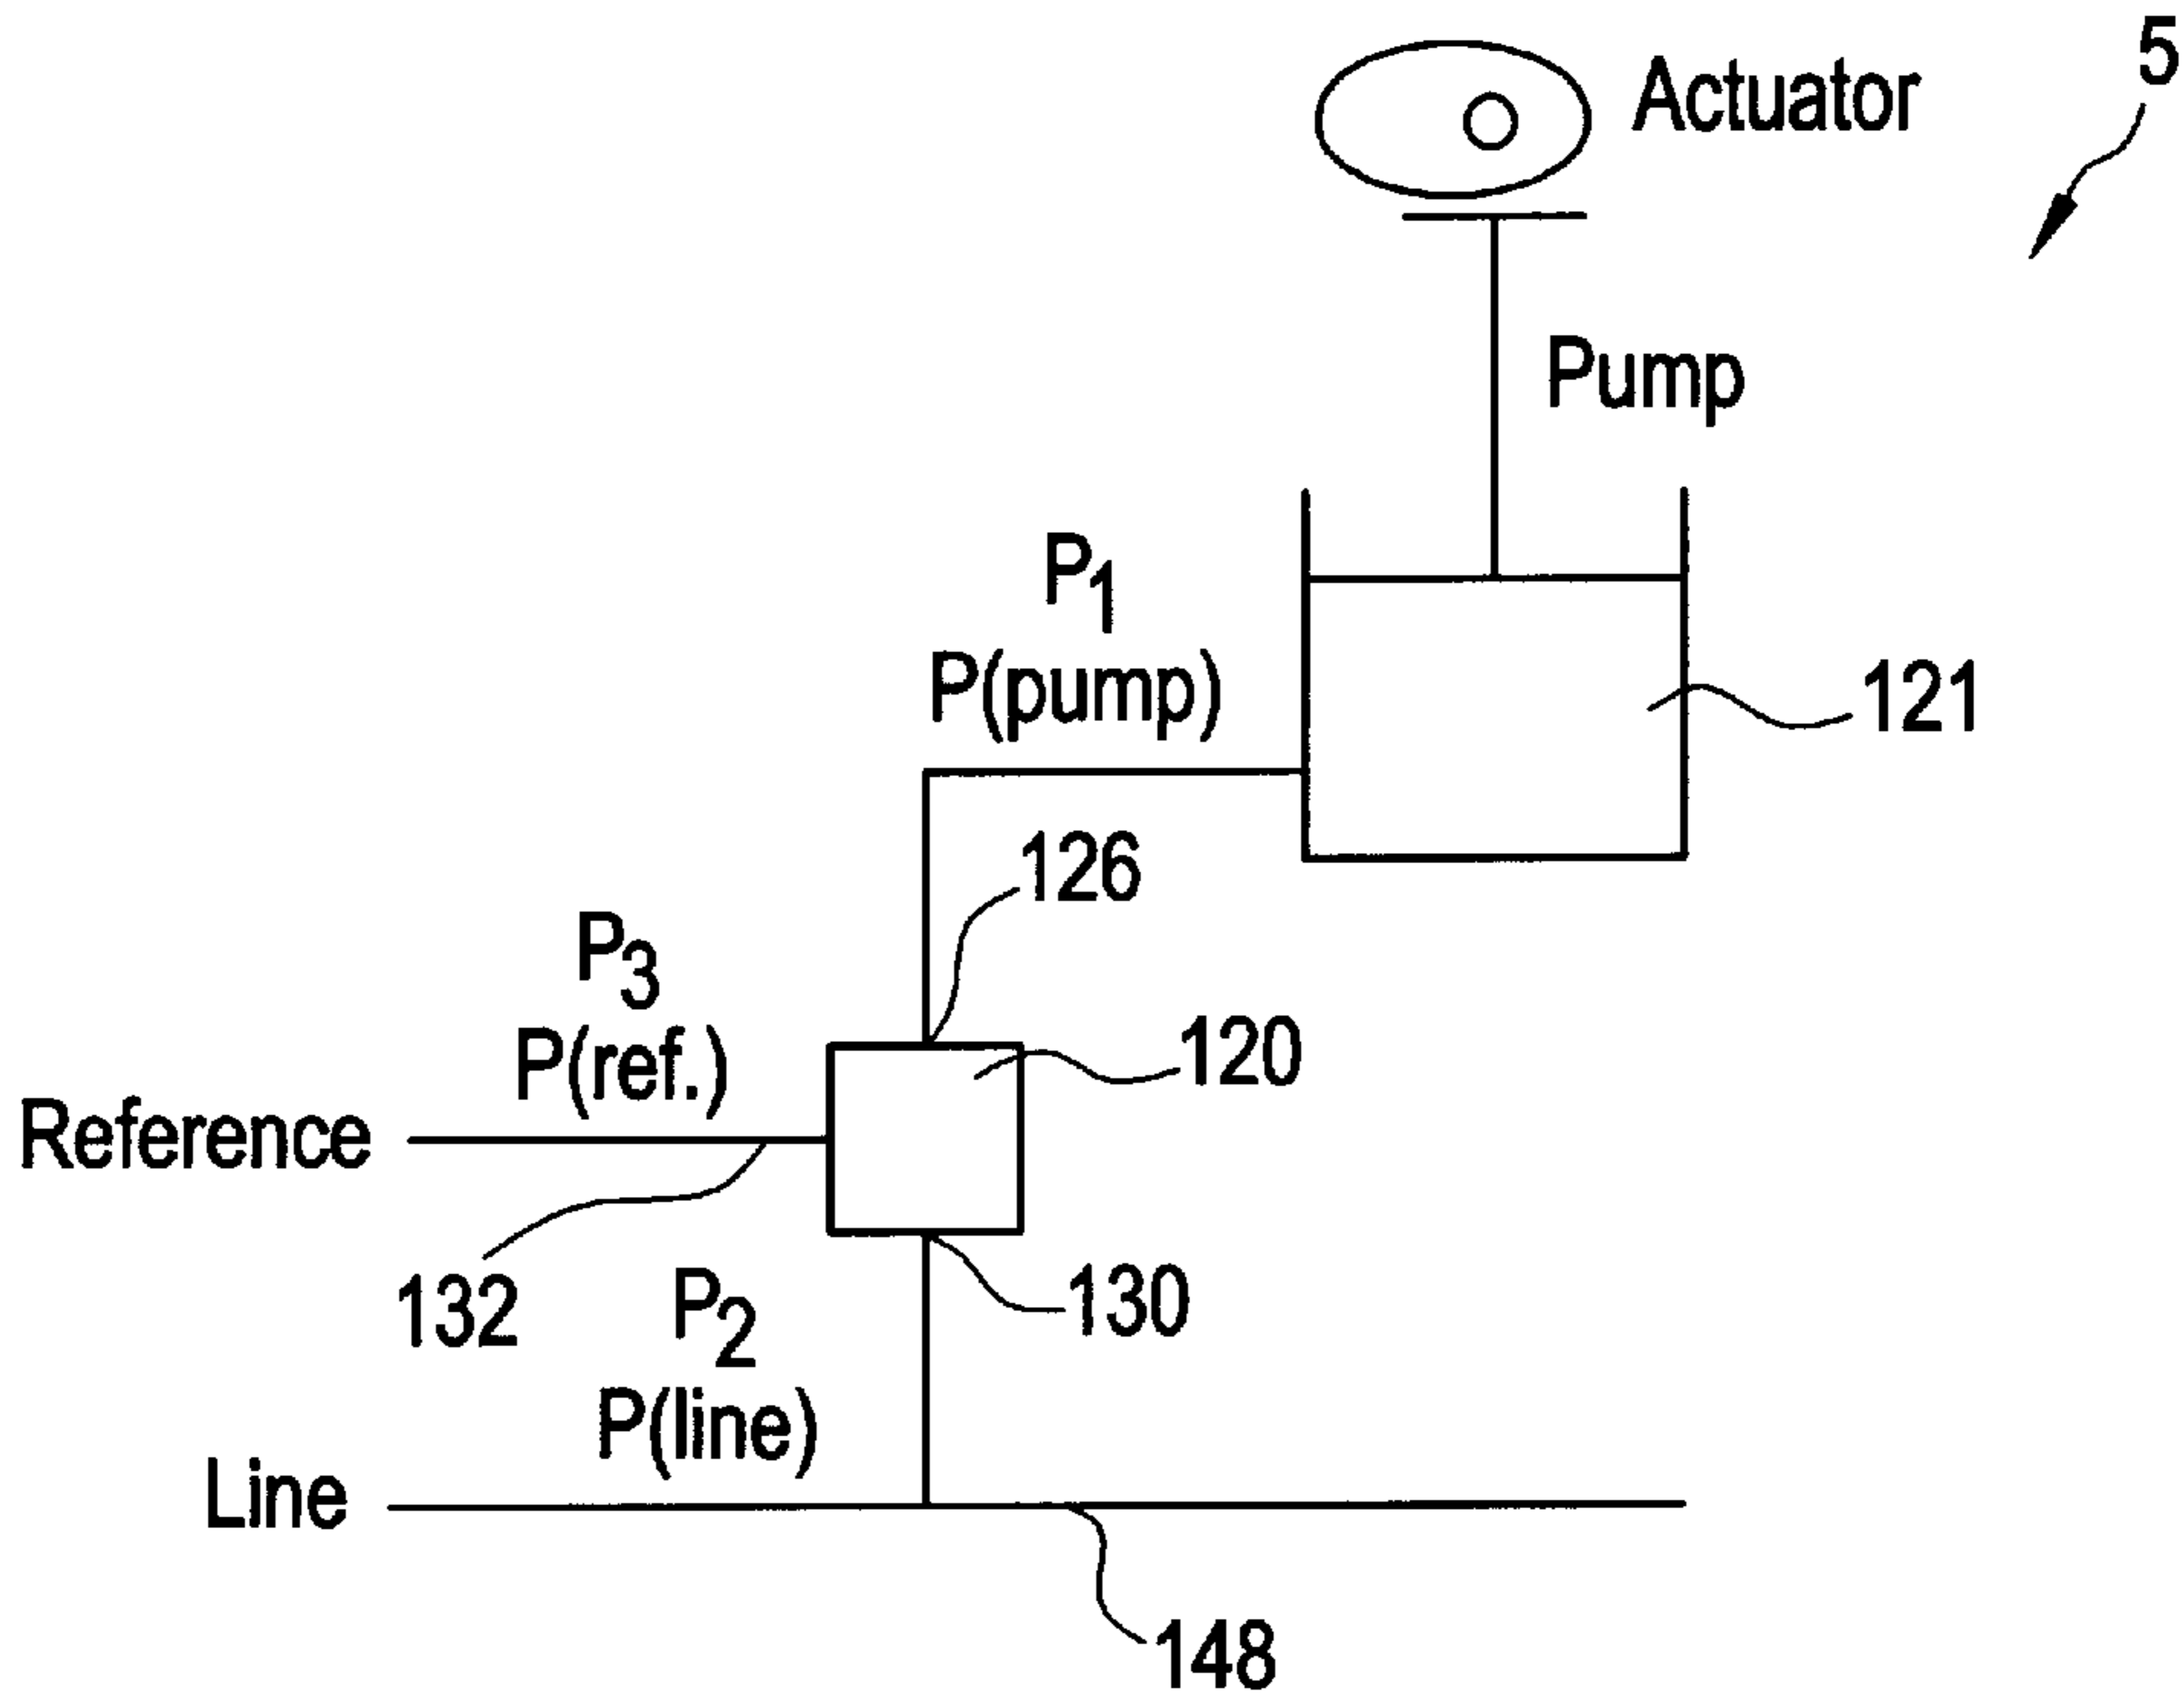 5
Actuator
Pump
P1
P(pump)
121
126
P3
P(ref.)
120
Reference
132
P2
130
P(line)
Line
148